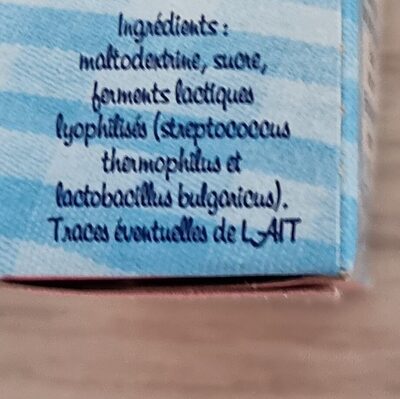 Ingrédients :
maltodextrine, sucre,
ferments lactiques
lyophilisés (streptococcus
thermophilus et
lactobacillus bulgaricus).
Traces éventuelles de LAIT